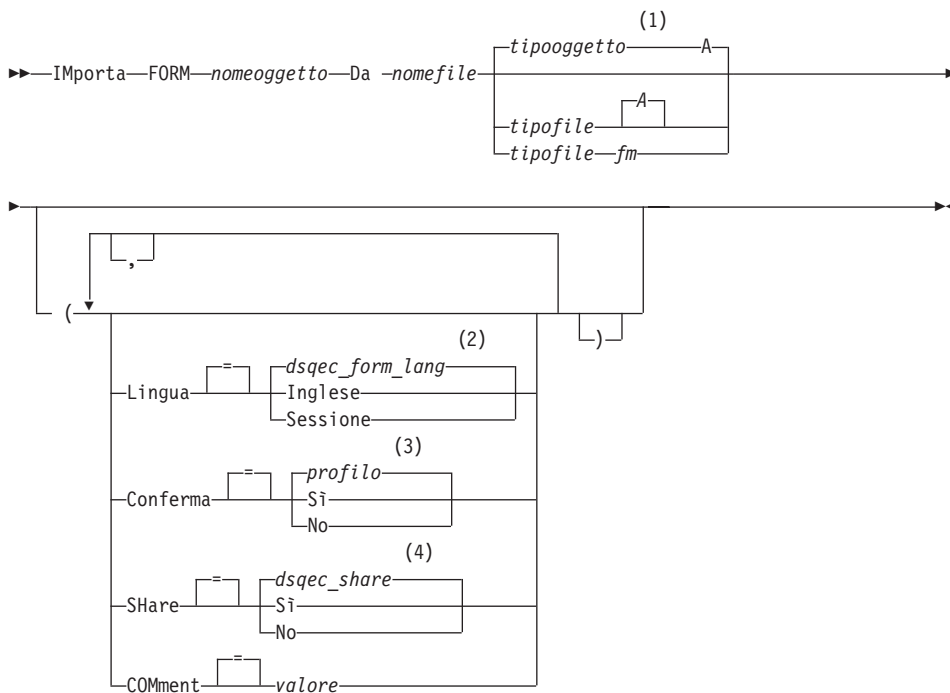 (1)
tipooggetto A
IMporta FORM nomeoggetto Da nomefile
A
tipofile
tipofile fm
,
( )
(2)
= dsqec_form_lang
Lingua Inglese
Sessione
(3)
= profilo
Conferma Sì
No
(4)
= dsqec_share
SHare Sì
No
=
COMment valore